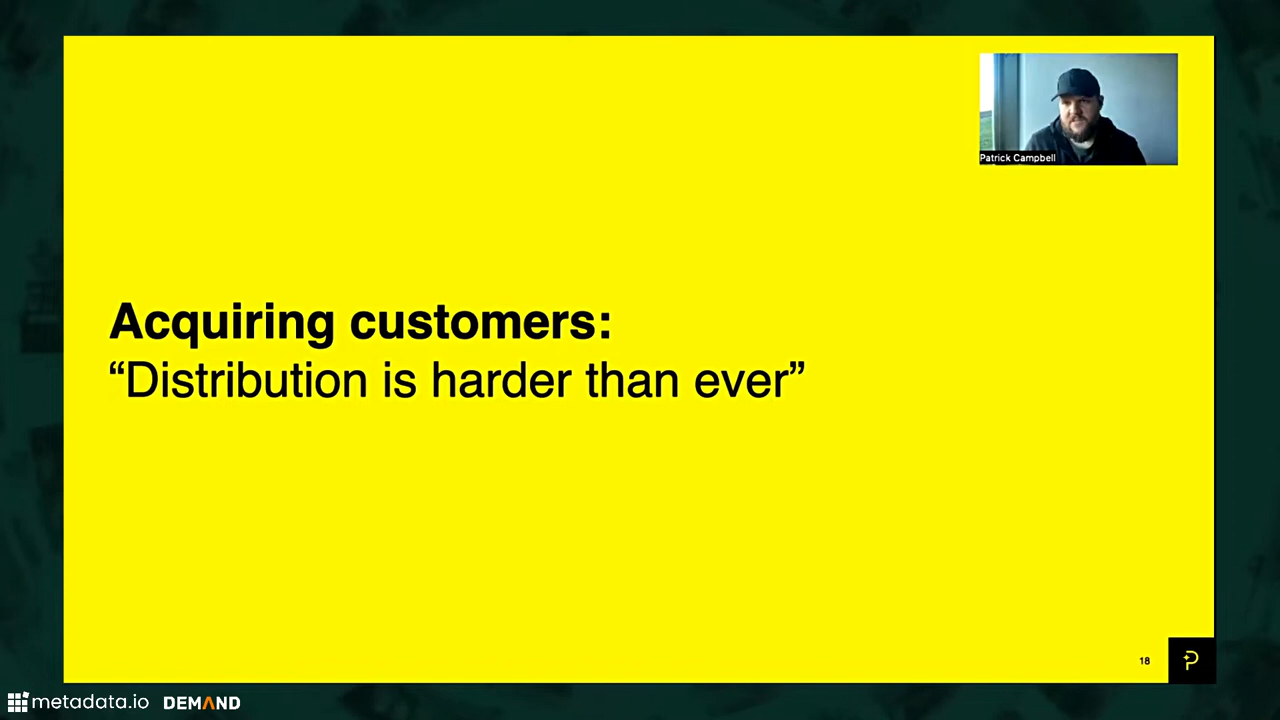 Patrick Campbell
Acquiring customers:
“Distribution is harder than ever”
18
metadata.io DEMAND